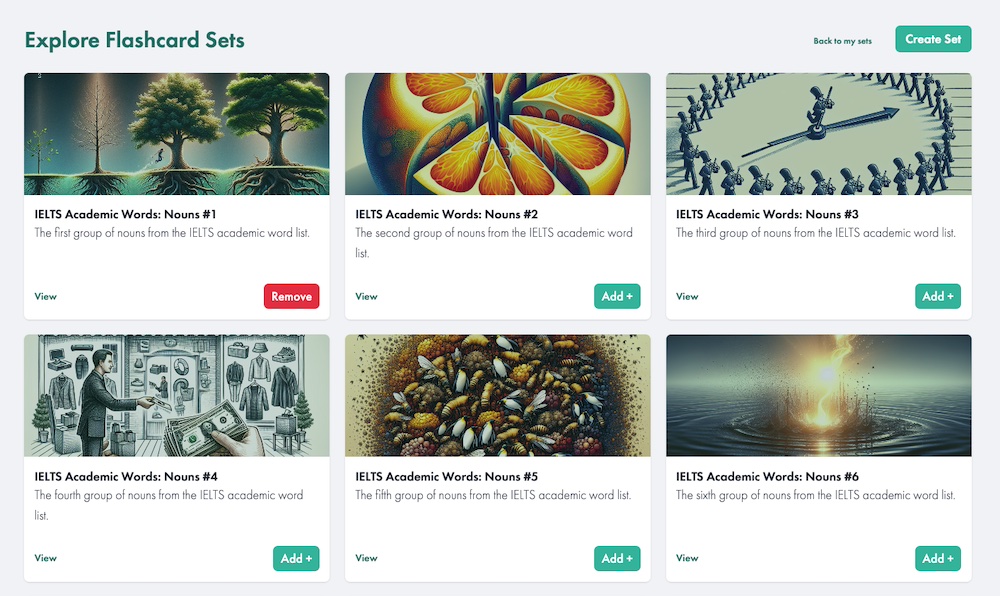 Explore Flashcard Sets
Back to my sets
Create Set
IELTS Academic Words: Nouns #1
The first group of nouns from the IELTS academic word list.
View
Remove
IELTS Academic Words: Nouns #2
The second group of nouns from the IELTS academic word
list.
View
Add +
IELTS Academic Words: Nouns #3
The third group of nouns from the IELTS academic word list.
View
Add +
IELTS Academic Words: Nouns #4
The fourth group of nouns from the IELTS academic word
list.
View
Add +
IELTS Academic Words: Nouns #5
The fifth group of nouns from the IELTS academic word list.
View
Add +
IELTS Academic Words: Nouns #6
The sixth group of nouns from the IELTS academic word list.
View
Add +